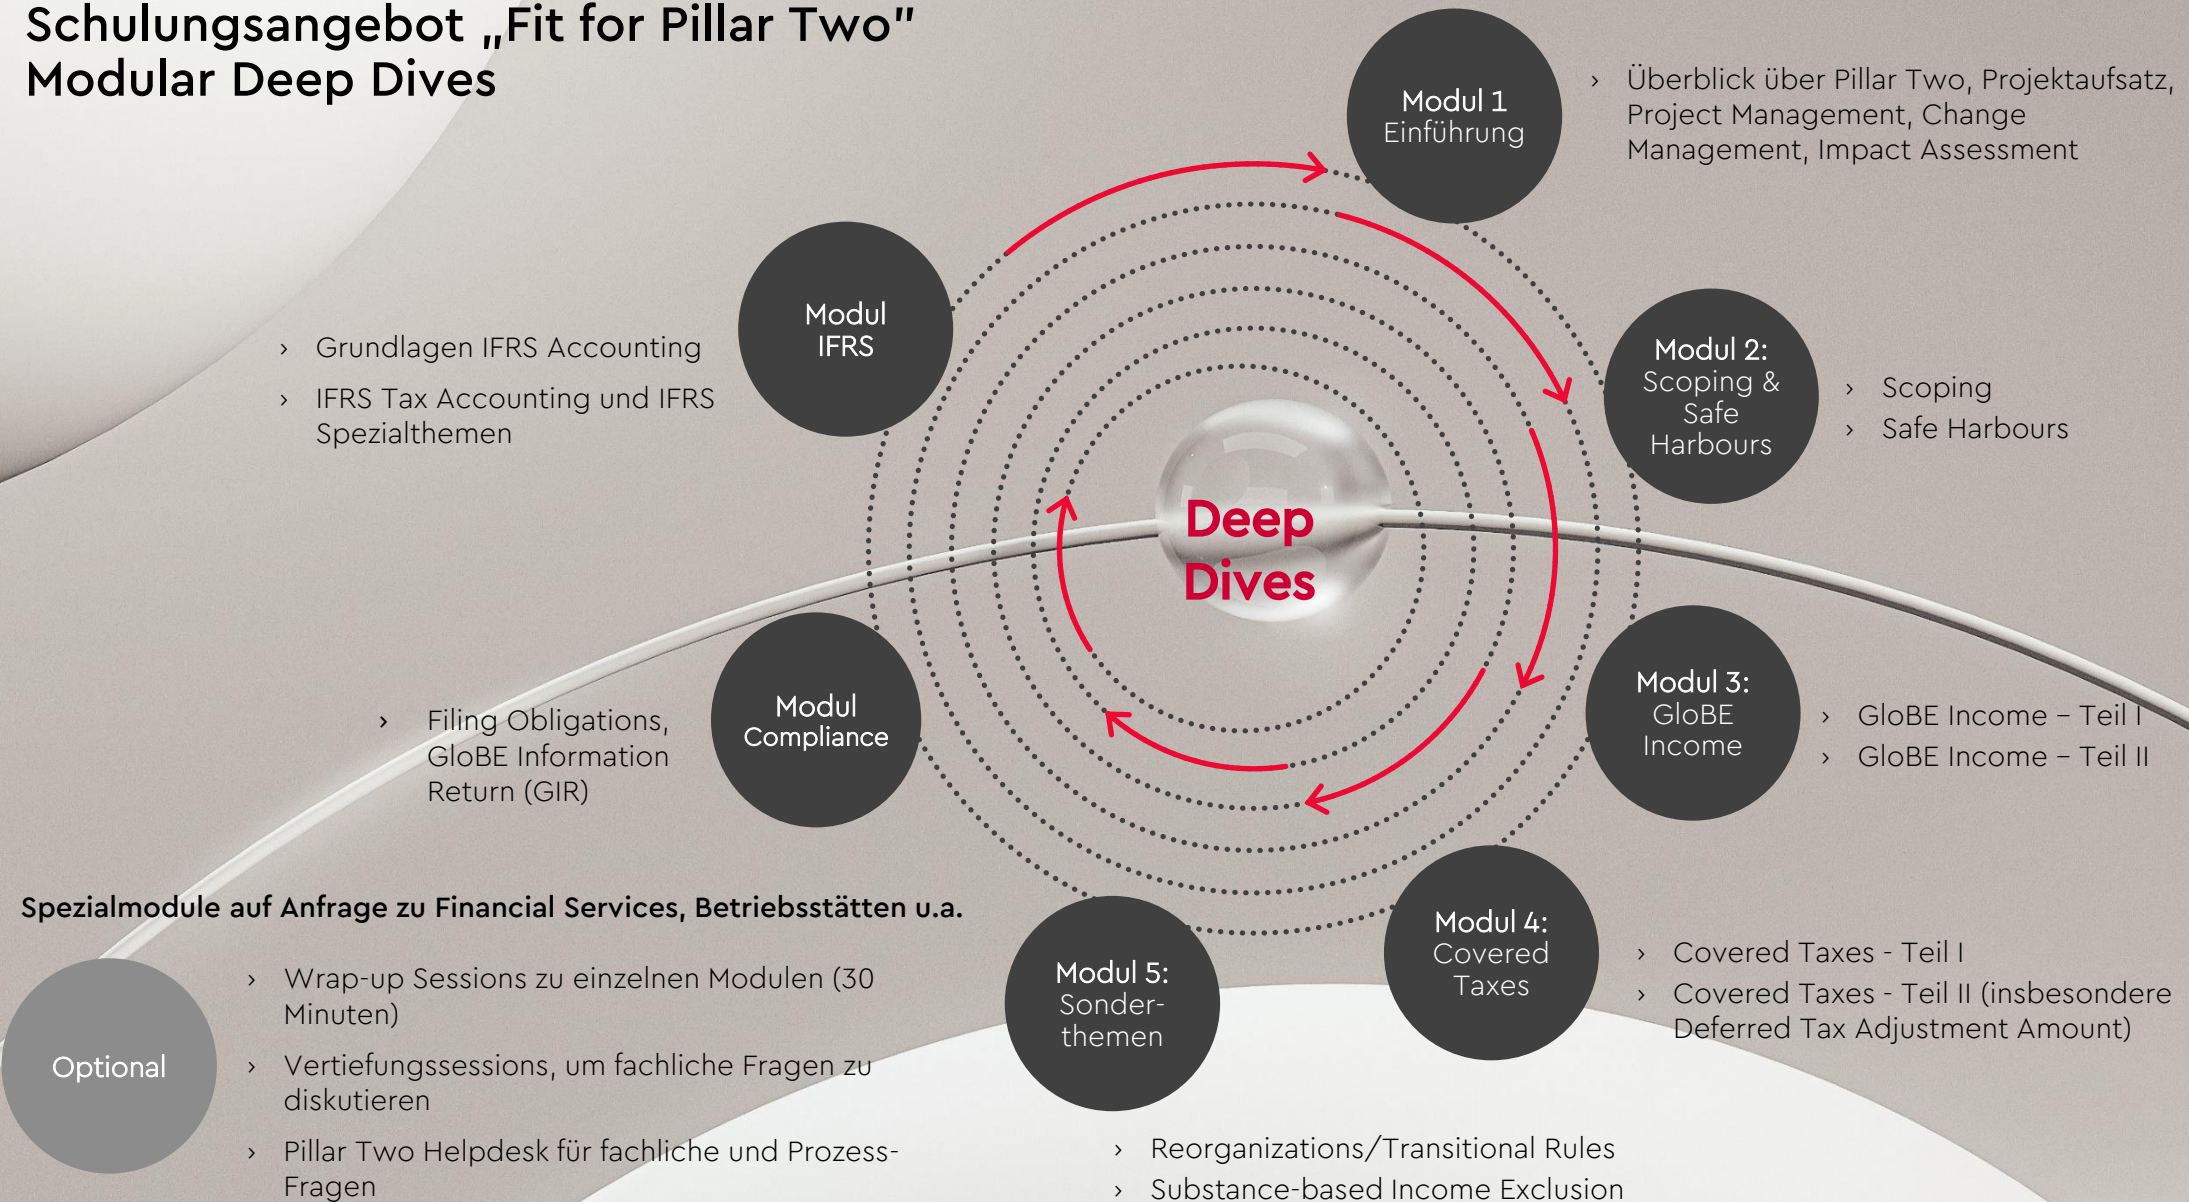 Schulungsangebot „Fit for Pillar Two”
Modular Deep Dives
Modul 1
Einführung
› Überblick über Pillar Two, Projektaufsatz,
Project Management, Change
Management, Impact Assessment
Modul
IFRS
› Grundlagen IFRS Accounting
› IFRS Tax Accounting und IFRS
Spezialthemen
Modul 2:
Scoping &
Safe
Harbours
› Scoping
› Safe Harbours
Deep
Dives
Modul 3:
GloBE
Income
› GloBE Income – Teil I
› GloBE Income – Teil II
Modul
Compliance
› Filing Obligations,
GloBE Information
Return (GIR)
Modul 4:
Covered
Taxes
› Covered Taxes - Teil I
› Covered Taxes - Teil II (insbesondere
Deferred Tax Adjustment Amount)
Modul 5:
Sonder-
themen
› Reorganizations/Transitional Rules
› Substance-based Income Exclusion
Spezialmodule auf Anfrage zu Financial Services, Betriebsstätten u.a.
Optional
› Wrap-up Sessions zu einzelnen Modulen (30
Minuten)
› Vertiefungssessions, um fachliche Fragen zu
diskutieren
› Pillar Two Helpdesk für fachliche und Prozess-
Fragen